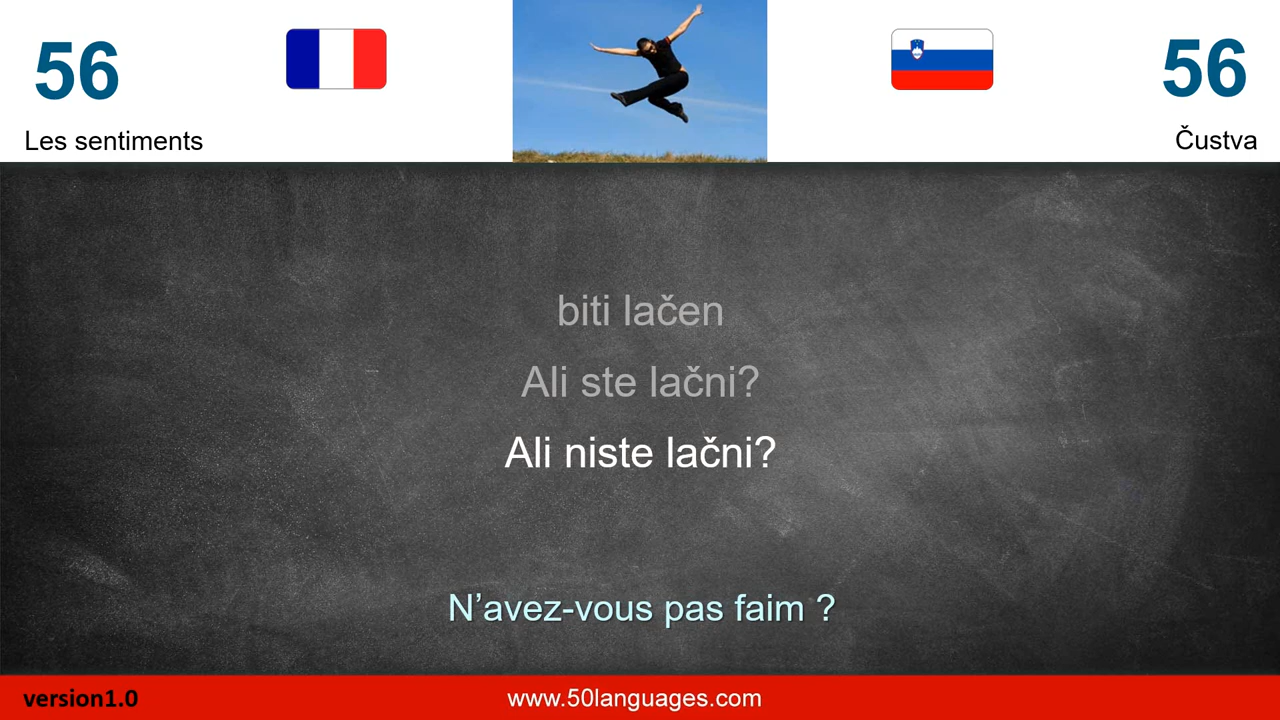 56
56
Les sentiments
Čustva
biti lačen
Ali ste lačni?
Ali niste lačni?
N’avez-vous pas faim ?
version1.0
www.50languages.com